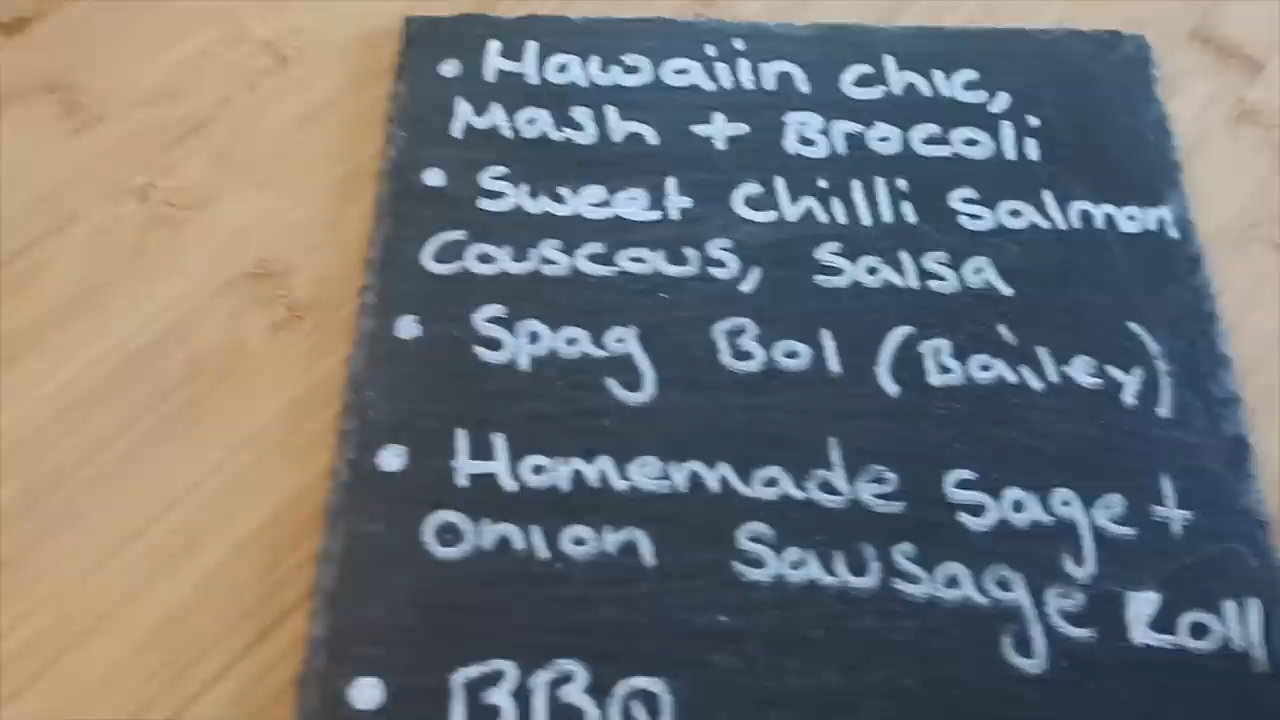 • Hawaiin chic,
Mash + Brocoli
• Sweet Chilli Salmon
Couscous, Salsa
• Spag Bol (Bailey)
• Homemade Sage +
Onion Sausage Roll
• BBQ